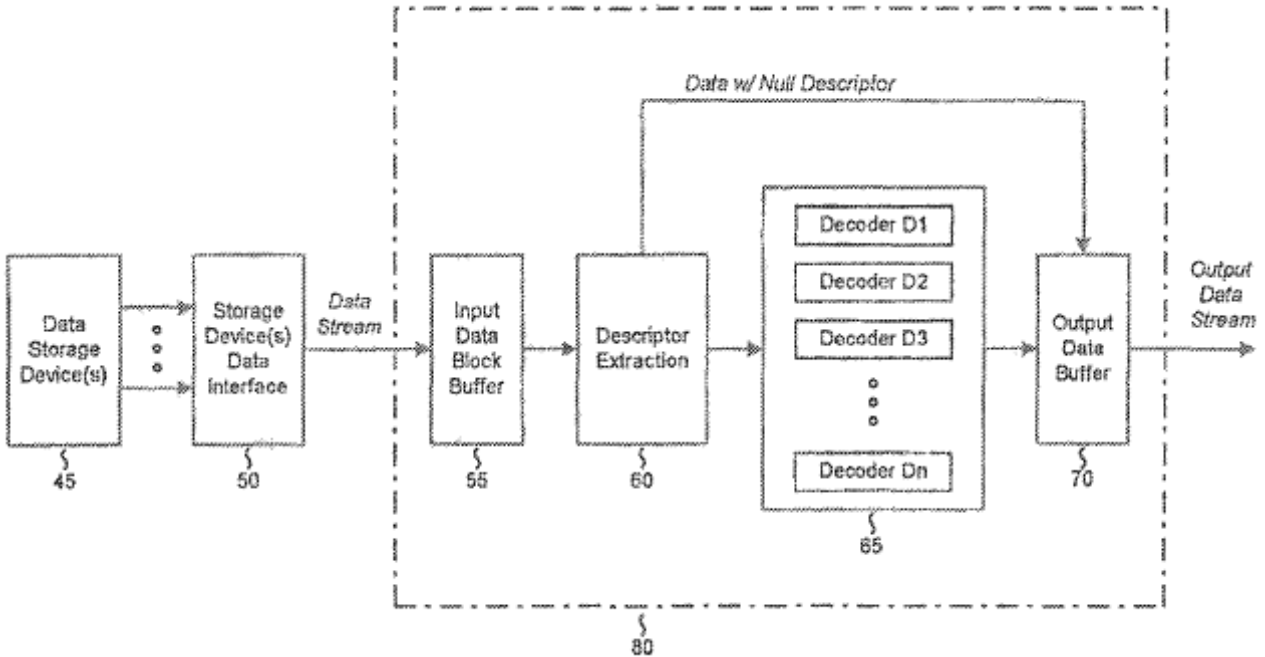 Data w/ Null Descriptor
Data
Storage
Device(s)
45
Storage
Device(s)
Data
Interface
50
Data
Stream
Input
Data
Block
Buffer
55
Descriptor
Extraction
60
Decoder D1
Decoder D2
Decoder D3
Decoder Dn
65
Output
Data
Buffer
70
Output
Data
Stream
80